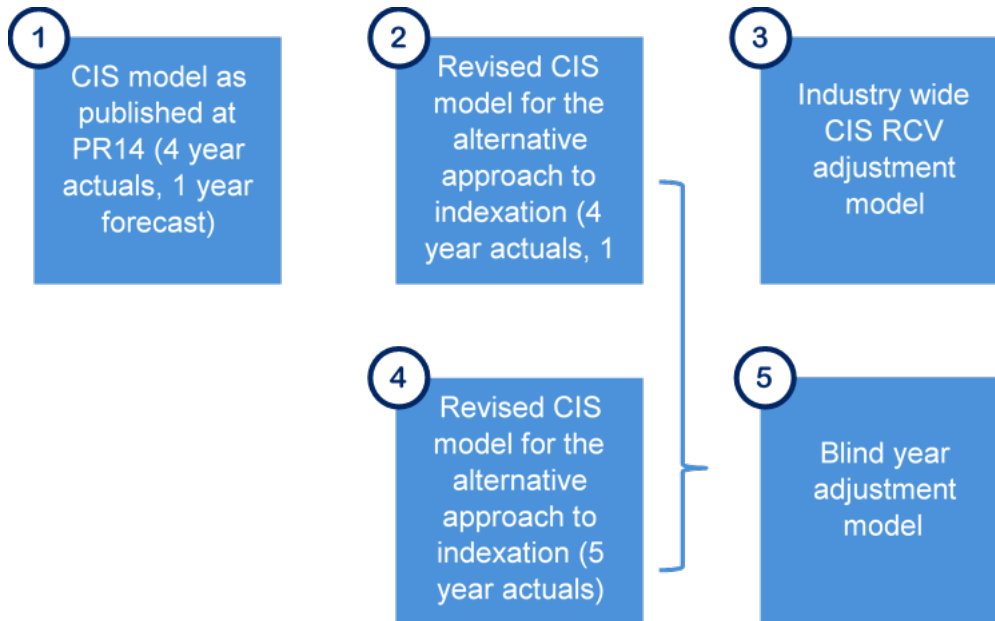 1
CIS model as
published at
PR14 (4 year
actuals, 1 year
forecast)
2
Revised CIS
model for the
alternative
approach to
indexation (4
year actuals, 1
3
Industry wide
CIS RCV
adjustment
model
4
Revised CIS
model for the
alternative
approach to
indexation (5
year actuals)
5
Blind year
adjustment
model